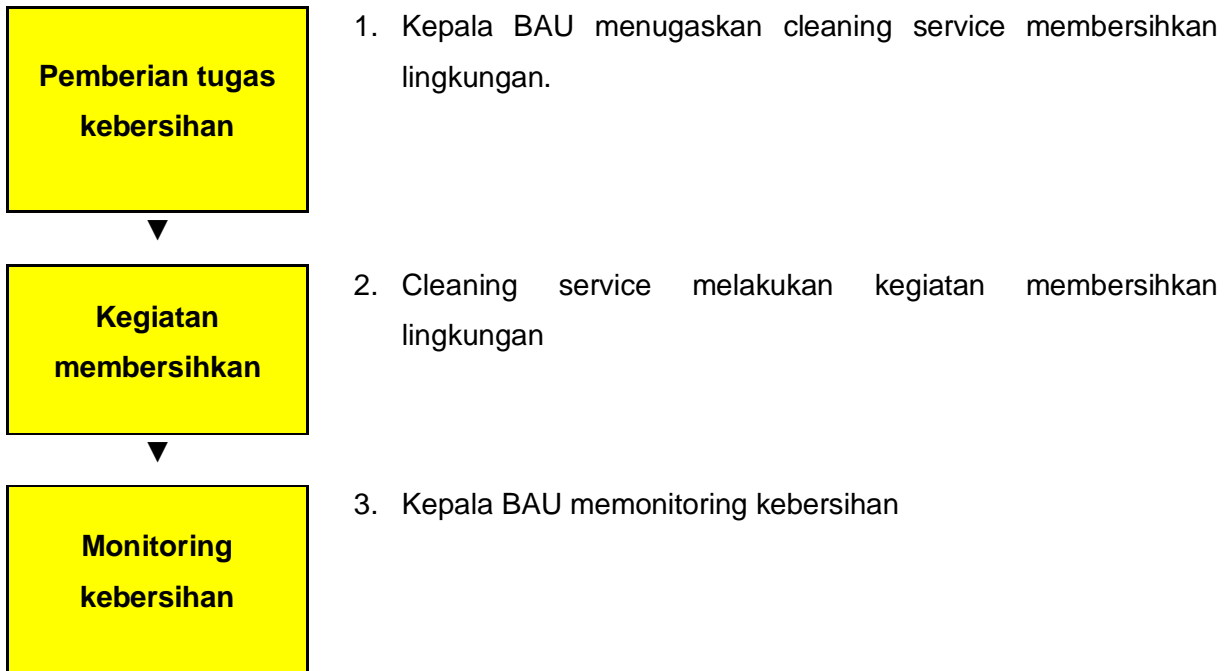 Pemberian tugas
kebersihan
1. Kepala BAU menugaskan cleaning service membersihkan
lingkungan.
▼
Kegiatan
membersihkan
2. Cleaning service melakukan kegiatan membersihkan
lingkungan
▼
Monitoring
kebersihan
3. Kepala BAU memonitoring kebersihan